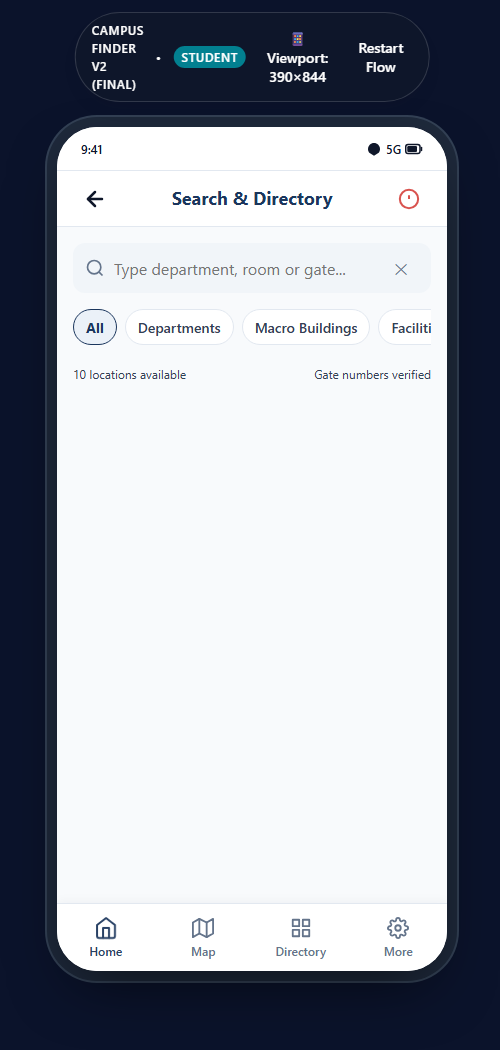 CAMPUS
FINDER
V2
(FINAL)
•
STUDENT
Viewport:
390×844
Restart
Flow
9:41
5G
Search & Directory
Type department, room or gate...
All
Departments
Macro Buildings
Faciliti
10 locations available
Gate numbers verified
Home
Map
Directory
More